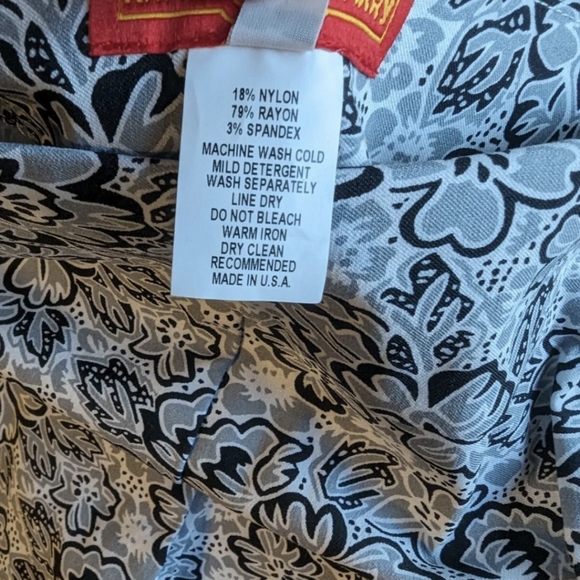 18% NYLON
79% RAYON
3% SPANDEX
MACHINE WASH COLD
MILD DETERGENT
WASH SEPARATELY
LINE DRY
DO NOT BLEACH
WARM IRON
DRY CLEAN
RECOMMENDED
MADE IN U.S.A.